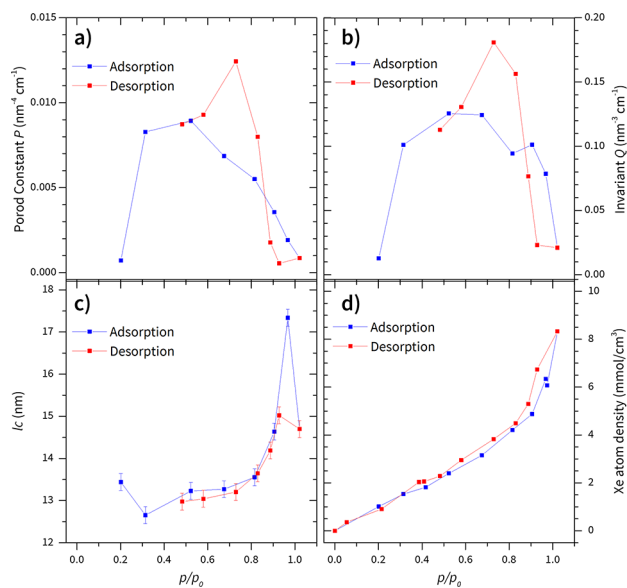 0.015
a)
Adsorption
Desorption
0.010
0.005
0.000
Porod Constant P (nm⁻⁴ cm⁻¹)
b)
Adsorption
Desorption
0.20
0.15
0.10
0.05
0.00
Invariant Q (nm⁻³ cm⁻¹)
18
c)
Adsorption
Desorption
17
16
15
14
13
12
lc (nm)
0.0 0.2 0.4 0.6 0.8 1.0
p/p₀
d)
Adsorption
Desorption
10
8
6
4
2
0
Xe atom density (mmol/cm³)
0.0 0.2 0.4 0.6 0.8 1.0
p/p₀